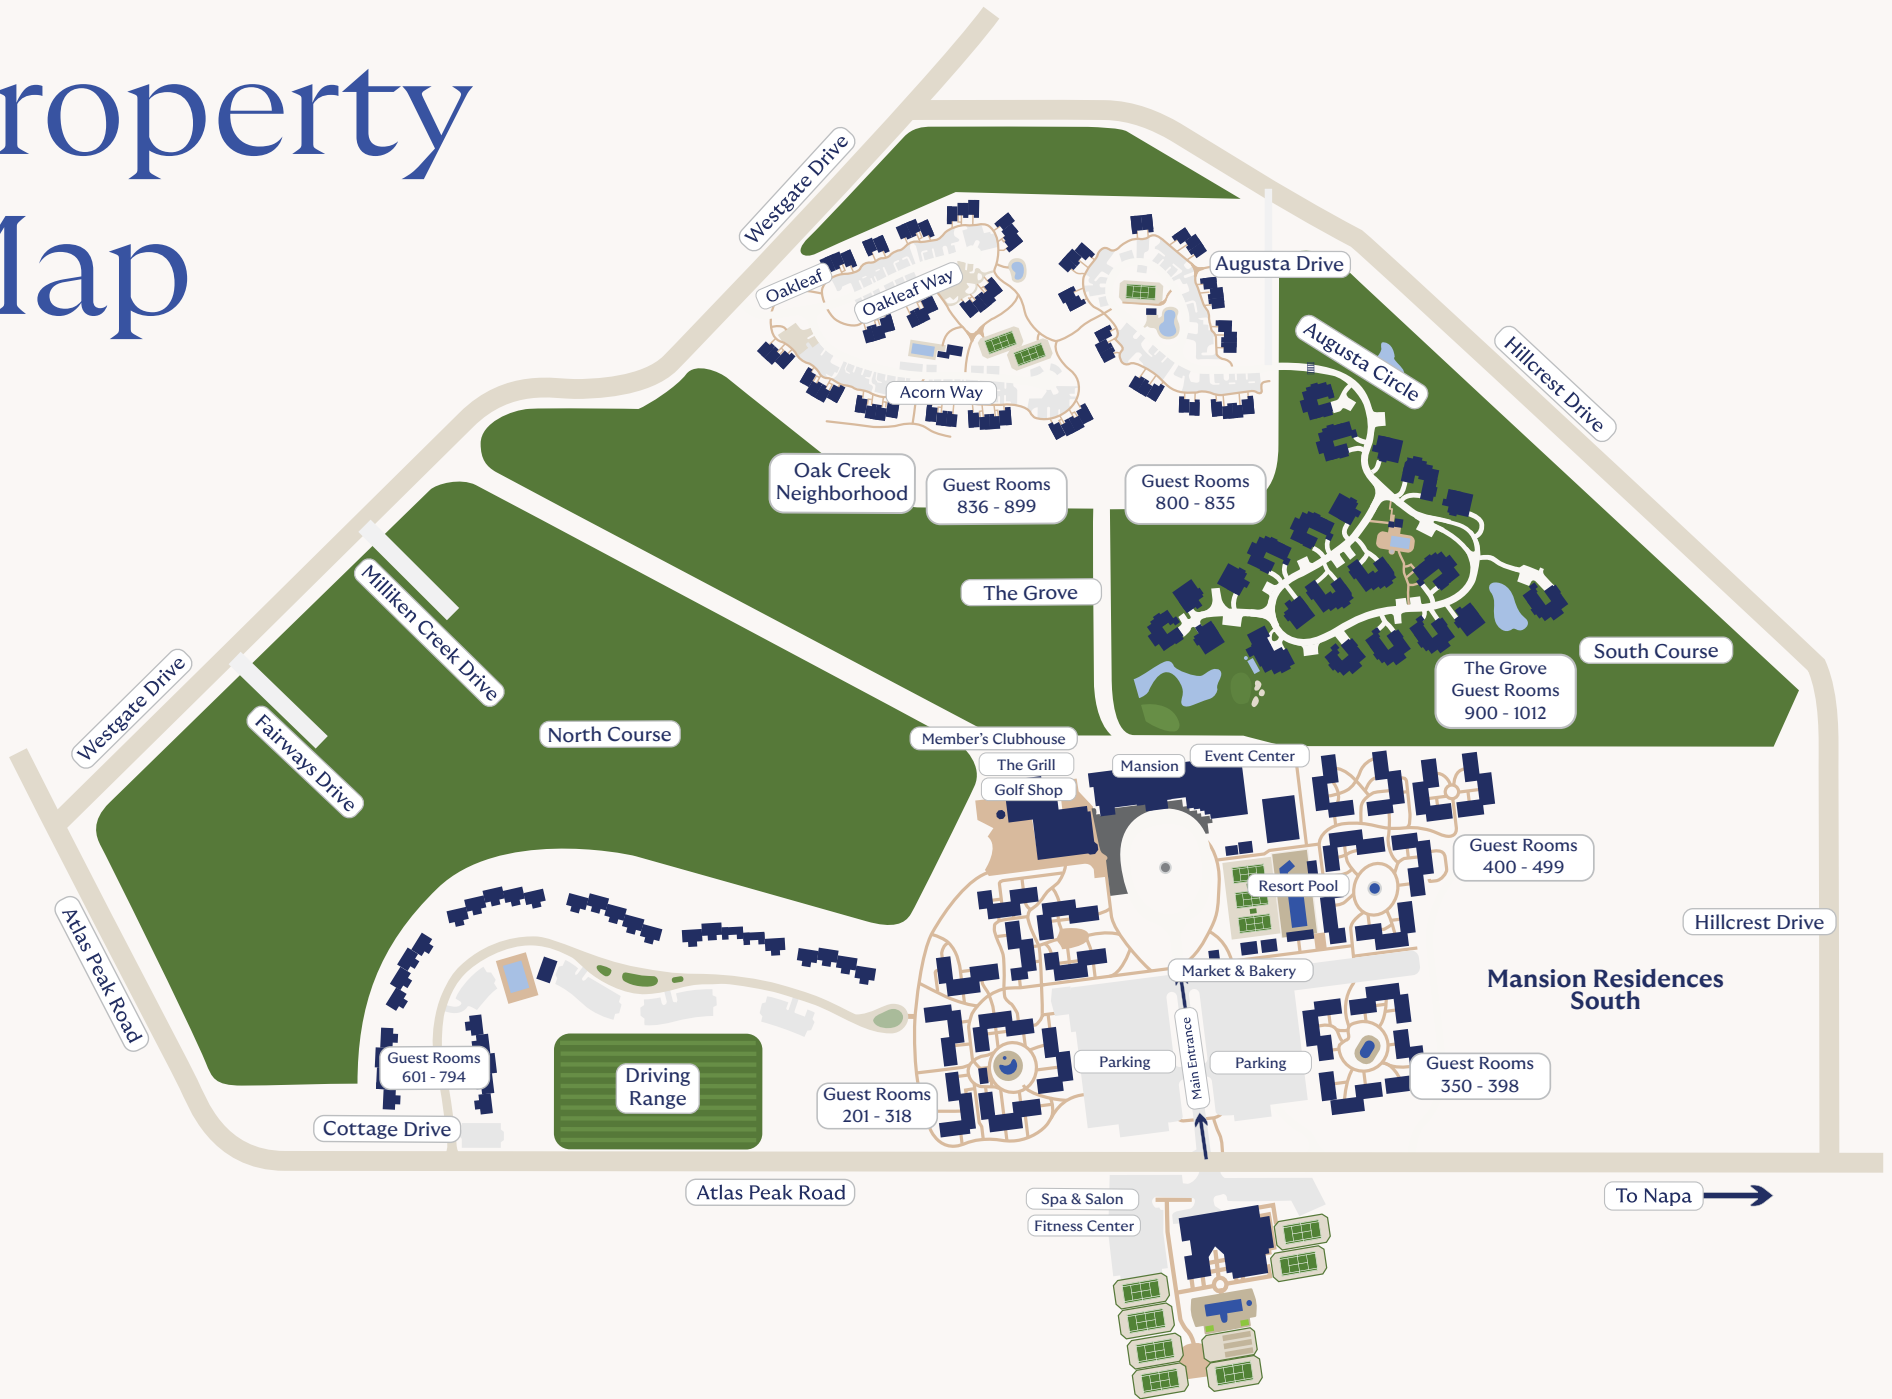 roperty
Map
Westgate Drive
Oakleaf
Oakleaf Way
Augusta Drive
Augusta Circle
Hillcrest Drive
Acorn Way
Oak Creek
Neighborhood
Guest Rooms
836 - 899
Guest Rooms
800 - 835
Milliken Creek Drive
The Grove
South Course
The Grove
Guest Rooms
900 - 1012
Westgate Drive
Fairways Drive
North Course
Member's Clubhouse
The Grill
Golf Shop
Mansion
Event Center
Guest Rooms
400 - 499
Resort Pool
Hillcrest Drive
Atlas Peak Road
Market & Bakery
Mansion Residences
South
Main Entrance
Parking
Parking
Guest Rooms
601 - 794
Driving
Range
Guest Rooms
201 - 318
Guest Rooms
350 - 398
Cottage Drive
Atlas Peak Road
Spa & Salon
Fitness Center
To Napa